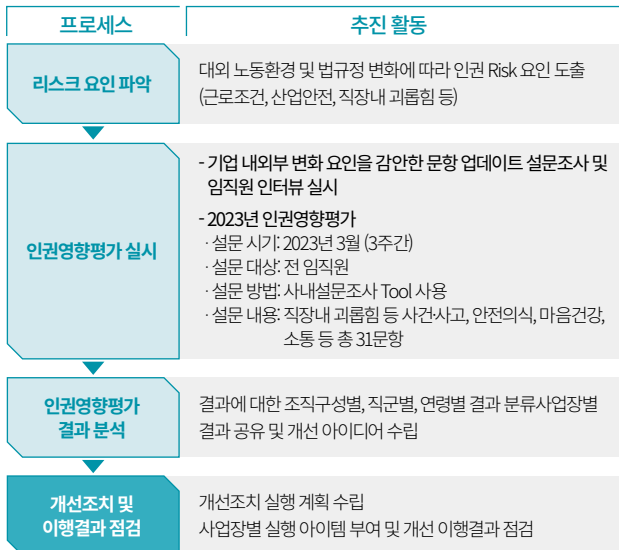 프로세스
추진 활동
리스크 요인 파악
대외 노동환경 및 법규정 변화에 따라 인권 Risk 요인 도출
(근로조건, 산업안전, 직장내 괴롭힘 등)
인권영향평가 실시
- 기업 내외부 변화 요인을 감안한 문항 업데이트 설문조사 및
임직원 인터뷰 실시
- 2023년 인권영향평가
· 설문 시기: 2023년 3월 (3주간)
· 설문 대상: 전 임직원
· 설문 방법: 사내설문조사 Tool 사용
· 설문 내용: 직장내 괴롭힘 등 사건·사고, 안전의식, 마음건강,
소통 등 총 31문항
인권영향평가
결과 분석
결과에 대한 조직구성별, 직군별, 연령별 결과 분류사업장별
결과 공유 및 개선 아이디어 수립
개선조치 및
이행결과 점검
개선조치 실행 계획 수립
사업장별 실행 아이템 부여 및 개선 이행결과 점검